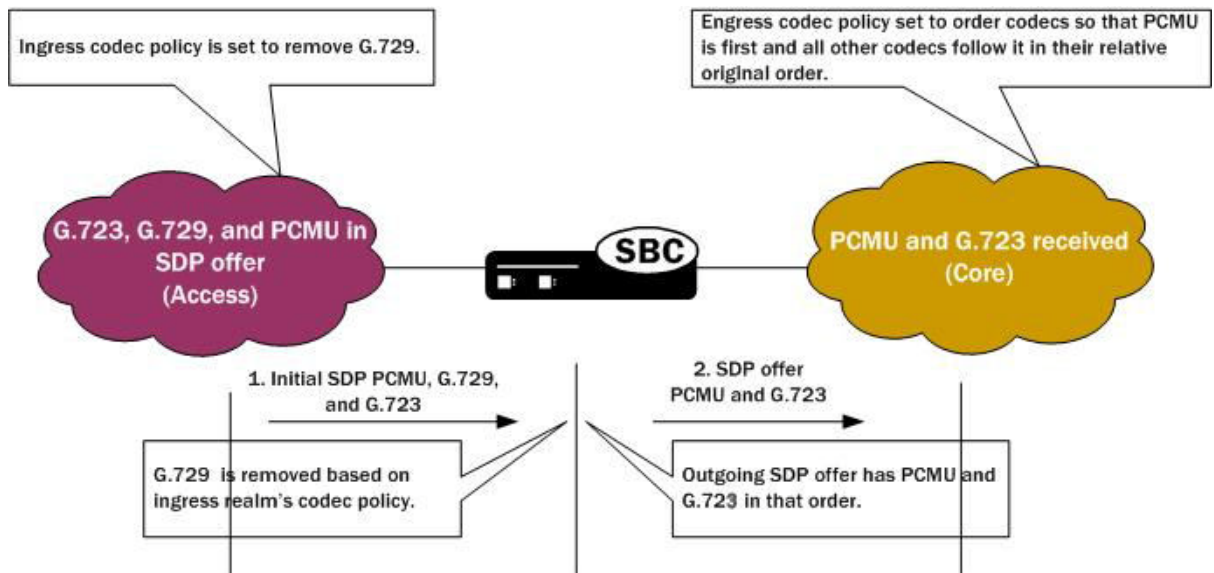 Ingress codec policy is set to remove G.729.
Engress codec policy set to order codecs so that PCMU
is first and all other codecs follow it in their relative
original order.
G.723, G.729, and PCMU in
SDP offer
(Access)
SBC
PCMU and G.723 received
(Core)
1. Initial SDP PCMU, G.729,
and G.723
2. SDP offer
PCMU and G.723
G.729 is removed based on
ingress realm's codec policy.
Outgoing SDP offer has PCMU and
G.723 in that order.